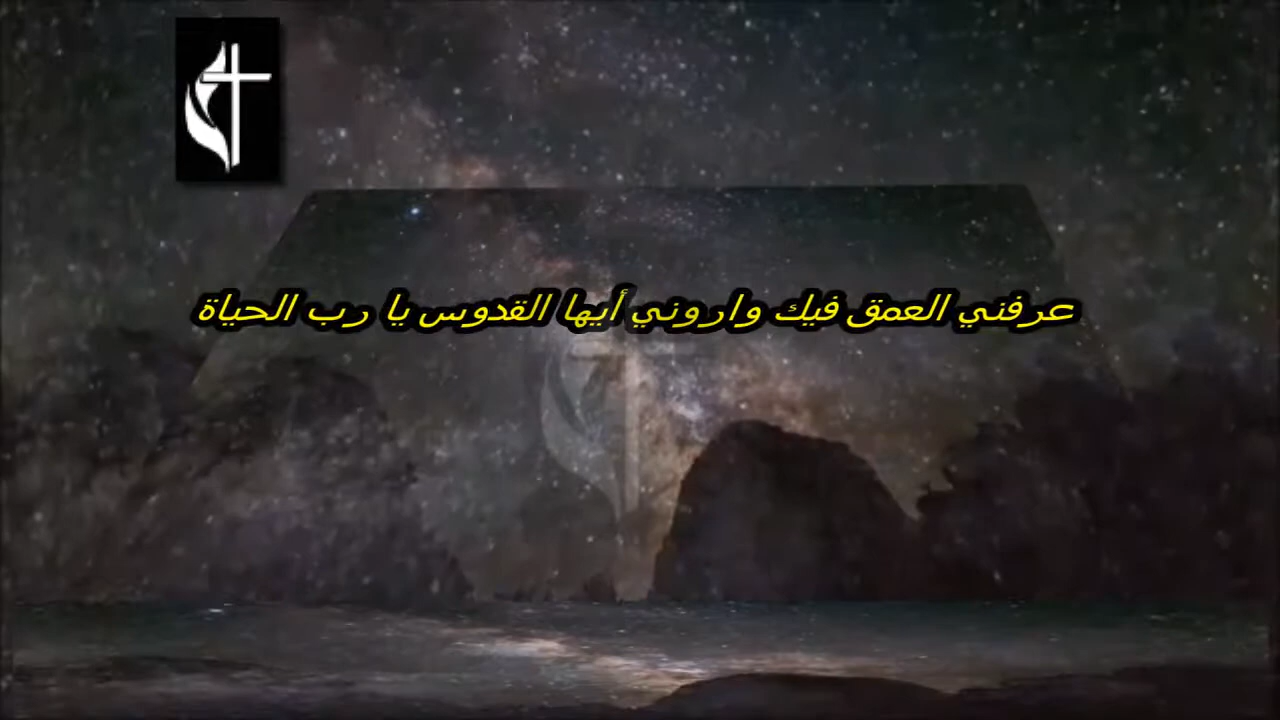 عرفني العمق فيك واروني أيها القدوس يا رب الحياة